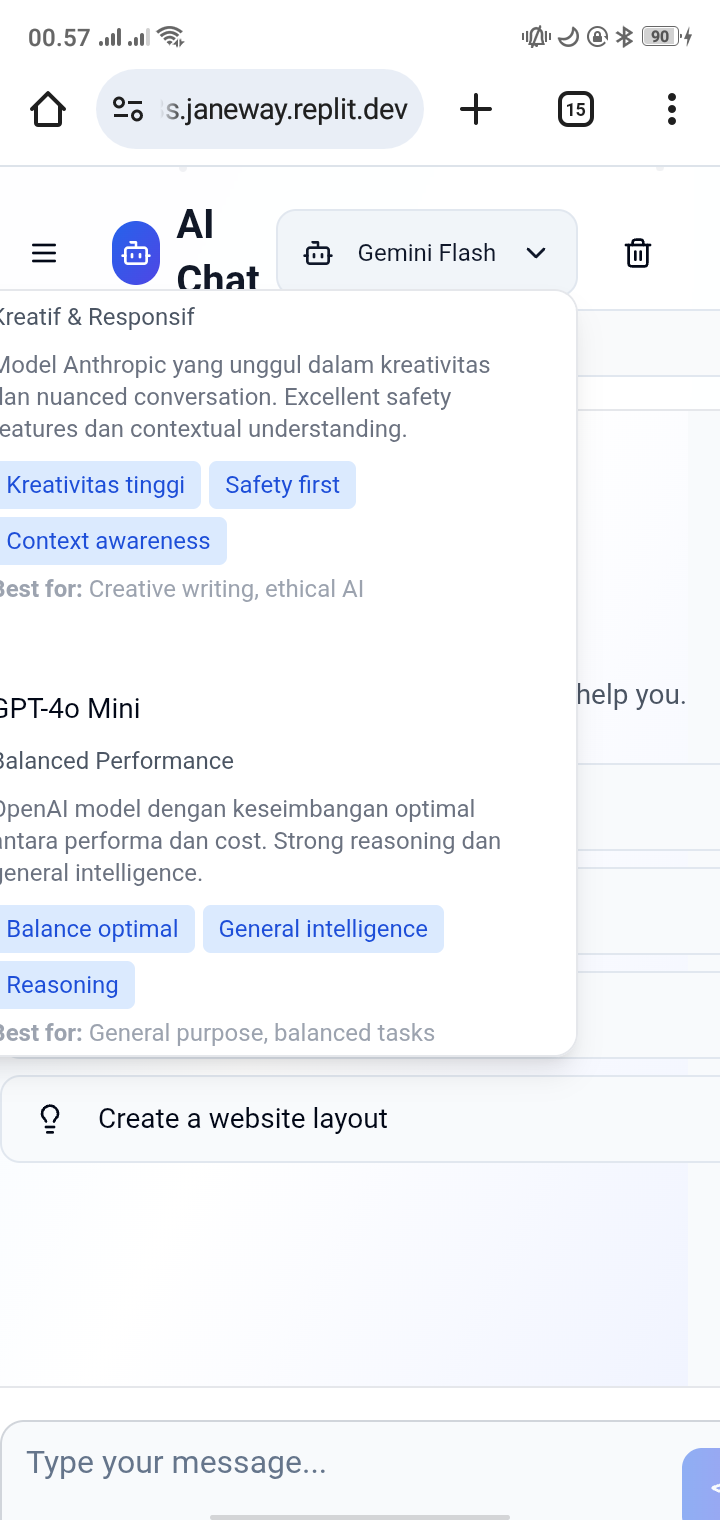 00.57
90
s.janeway.replit.dev
15
AI
Chat
Gemini Flash
Kreatif & Responsif
Model Anthropic yang unggul dalam kreativitas
dan nuanced conversation. Excellent safety
features dan contextual understanding.
Kreativitas tinggi
Safety first
Context awareness
Best for: Creative writing, ethical AI
GPT-4o Mini
help you.
Balanced Performance
OpenAI model dengan keseimbangan optimal
antara performa dan cost. Strong reasoning dan
general intelligence.
Balance optimal
General intelligence
Reasoning
Best for: General purpose, balanced tasks
Create a website layout
Type your message...